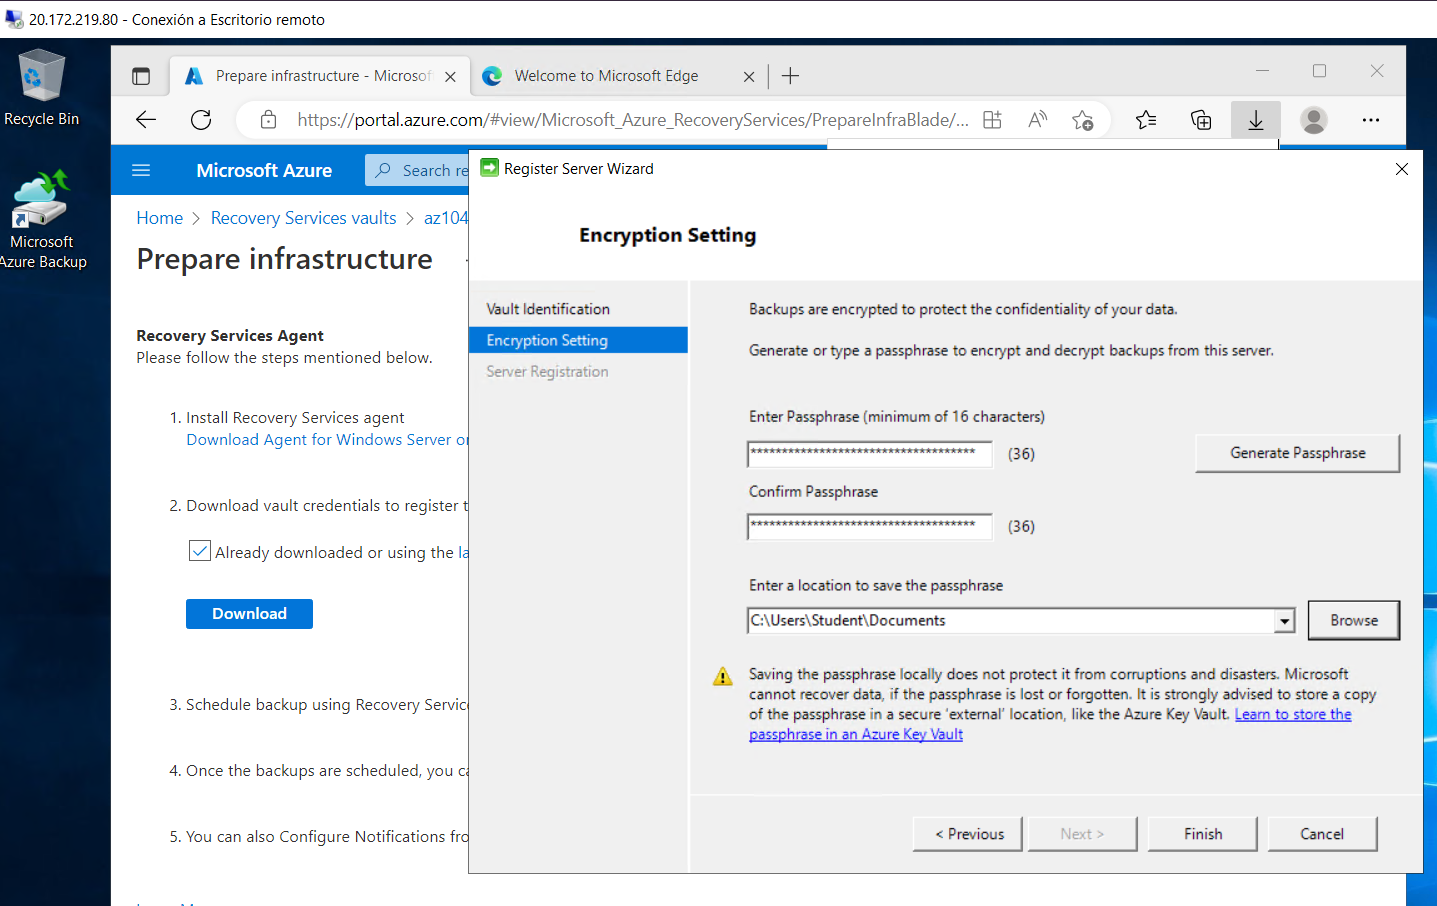 20.172.219.80 - Conexión a Escritorio remoto
Recycle Bin
Microsoft
Azure Backup
Prepare infrastructure - Microsof
Welcome to Microsoft Edge
https://portal.azure.com/#view/Microsoft_Azure_RecoveryServices/PrepareInfraBlade/...
Microsoft Azure
Search re
Home > Recovery Services vaults > az104
Prepare infrastructure
Recovery Services Agent
Please follow the steps mentioned below.
1. Install Recovery Services agent
Download Agent for Windows Server or
2. Download vault credentials to register t
Already downloaded or using the la
Download
3. Schedule backup using Recovery Service
4. Once the backups are scheduled, you ca
5. You can also Configure Notifications fro
Register Server Wizard
Encryption Setting
Vault Identification
Encryption Setting
Server Registration
Backups are encrypted to protect the confidentiality of your data.
Generate or type a passphrase to encrypt and decrypt backups from this server.
Enter Passphrase (minimum of 16 characters)
************************************ (36)
Generate Passphrase
Confirm Passphrase
************************************ (36)
Enter a location to save the passphrase
C:\Users\Student\Documents
Browse
Saving the passphrase locally does not protect it from corruptions and disasters. Microsoft
cannot recover data, if the passphrase is lost or forgotten. It is strongly advised to store a copy
of the passphrase in a secure 'external' location, like the Azure Key Vault. Learn to store the
passphrase in an Azure Key Vault
< Previous
Next >
Finish
Cancel